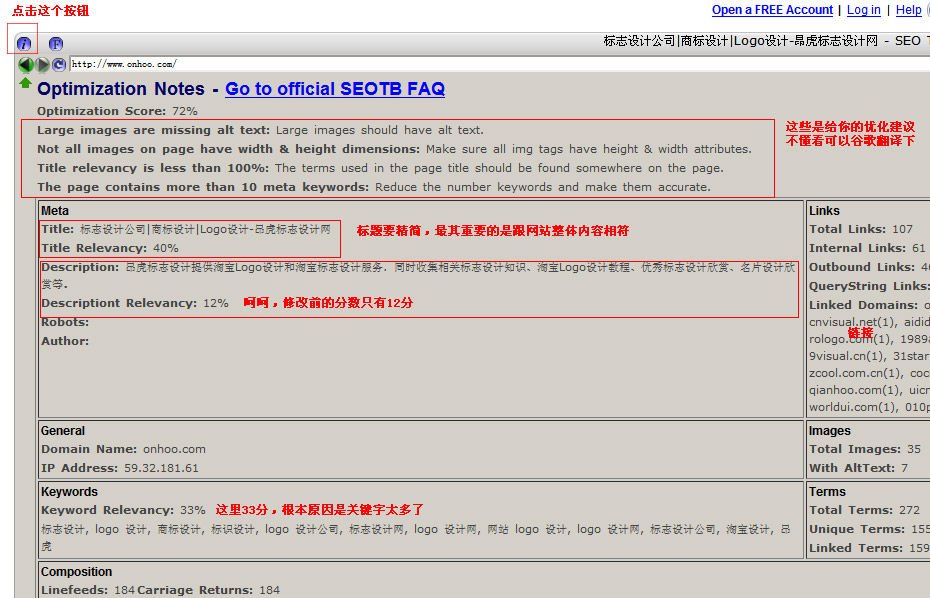 点击这个按钮
Open a FREE Account | Log in | Help
标志设计公司|商标设计|Logo设计-昂虎标志设计网 - SEO
http://www.onhoo.com/
Optimization Notes - Go to official SEOTB FAQ
Optimization Score: 72%
Large images are missing alt text: Large images should have alt text.
Not all images on page have width & height dimensions: Make sure all img tags have height & width attributes.
Title relevancy is less than 100%: The terms used in the page title should be found somewhere on the page.
The page contains more than 10 meta keywords: Reduce the number keywords and make them accurate.
这些是给你的优化建议
不懂看可以谷歌翻译下
Meta
Title: 标志设计公司|商标设计|Logo设计-昂虎标志设计网
Title Relevancy: 40%
标题要精简，最其重要的是跟网站整体内容相符
Description: 昂虎标志设计提供淘宝Logo设计和淘宝标志设计服务．同时收集相关标志设计知识、淘宝Logo设计教程、优秀标志设计欣赏、名片设计欣
赏等．
Descriptiont Relevancy: 12% 呵呵，修改前的分数只有12分
Robots:
Author:
Links
Total Links: 107
Internal Links: 61
Outbound Links: 4
QueryString Links:
Linked Domains:
cnvisual.net(1), aidid
链接
rologo.com(1), 1989
9visual.cn(1), 31star
zcool.com.cn(1), coc
qianhoo.com(1), uicr
worldui.com(1), 010p
General
Domain Name: onhoo.com
IP Address: 59.32.181.61
Images
Total Images: 35
With AltText: 7
Keywords
Keyword Relevancy: 33% 这里33分，根本原因是关键字太多了
标志设计, logo 设计, 商标设计, 标识设计, logo 设计公司, 标志设计网, logo 设计网, 网站 logo 设计, logo 设计网, 标志设计公司, 淘宝设计, 昂
虎
Terms
Total Terms: 272
Unique Terms: 155
Linked Terms: 159
Composition
Linefeeds: 184 Carriage Returns: 184